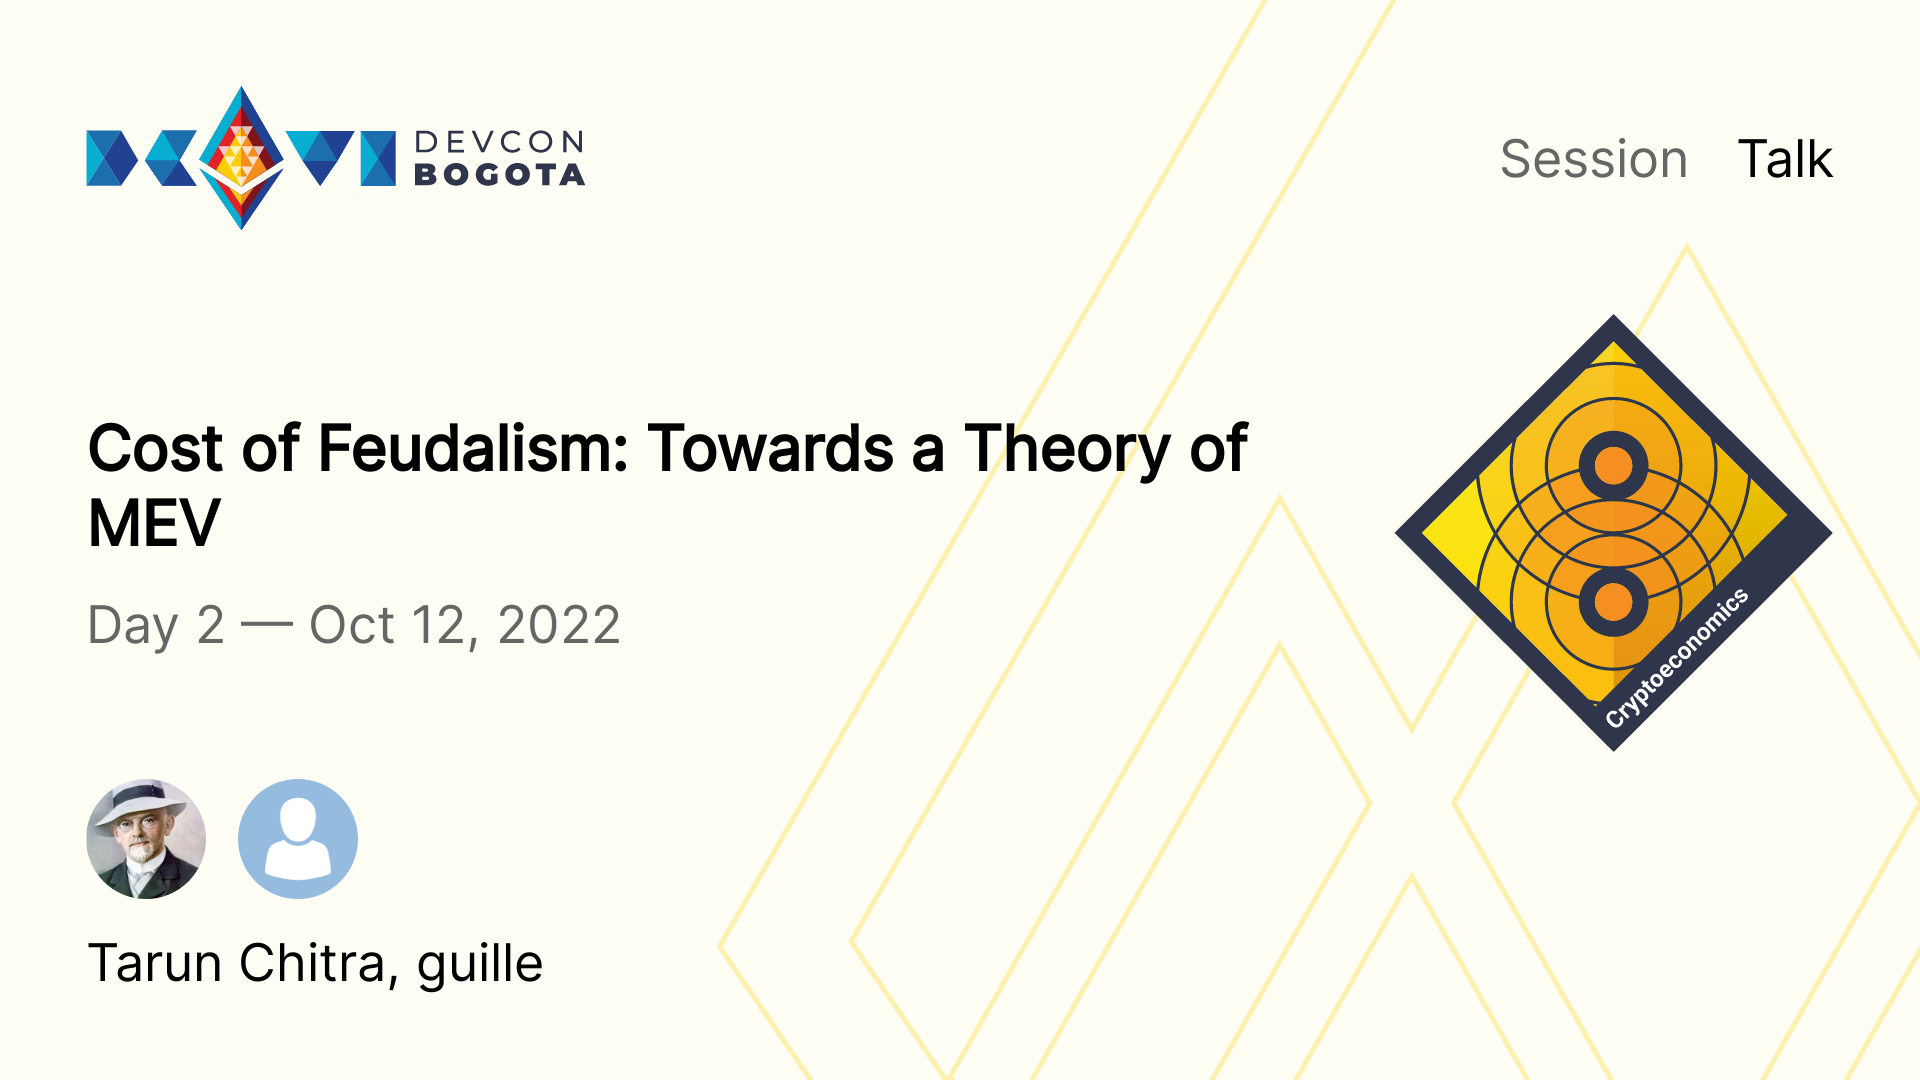 DEVCON
BOGOTA
Session Talk
Cost of Feudalism: Towards a Theory of
MEV
Day 2 — Oct 12, 2022
Cryptoeconomics
Tarun Chitra, guille